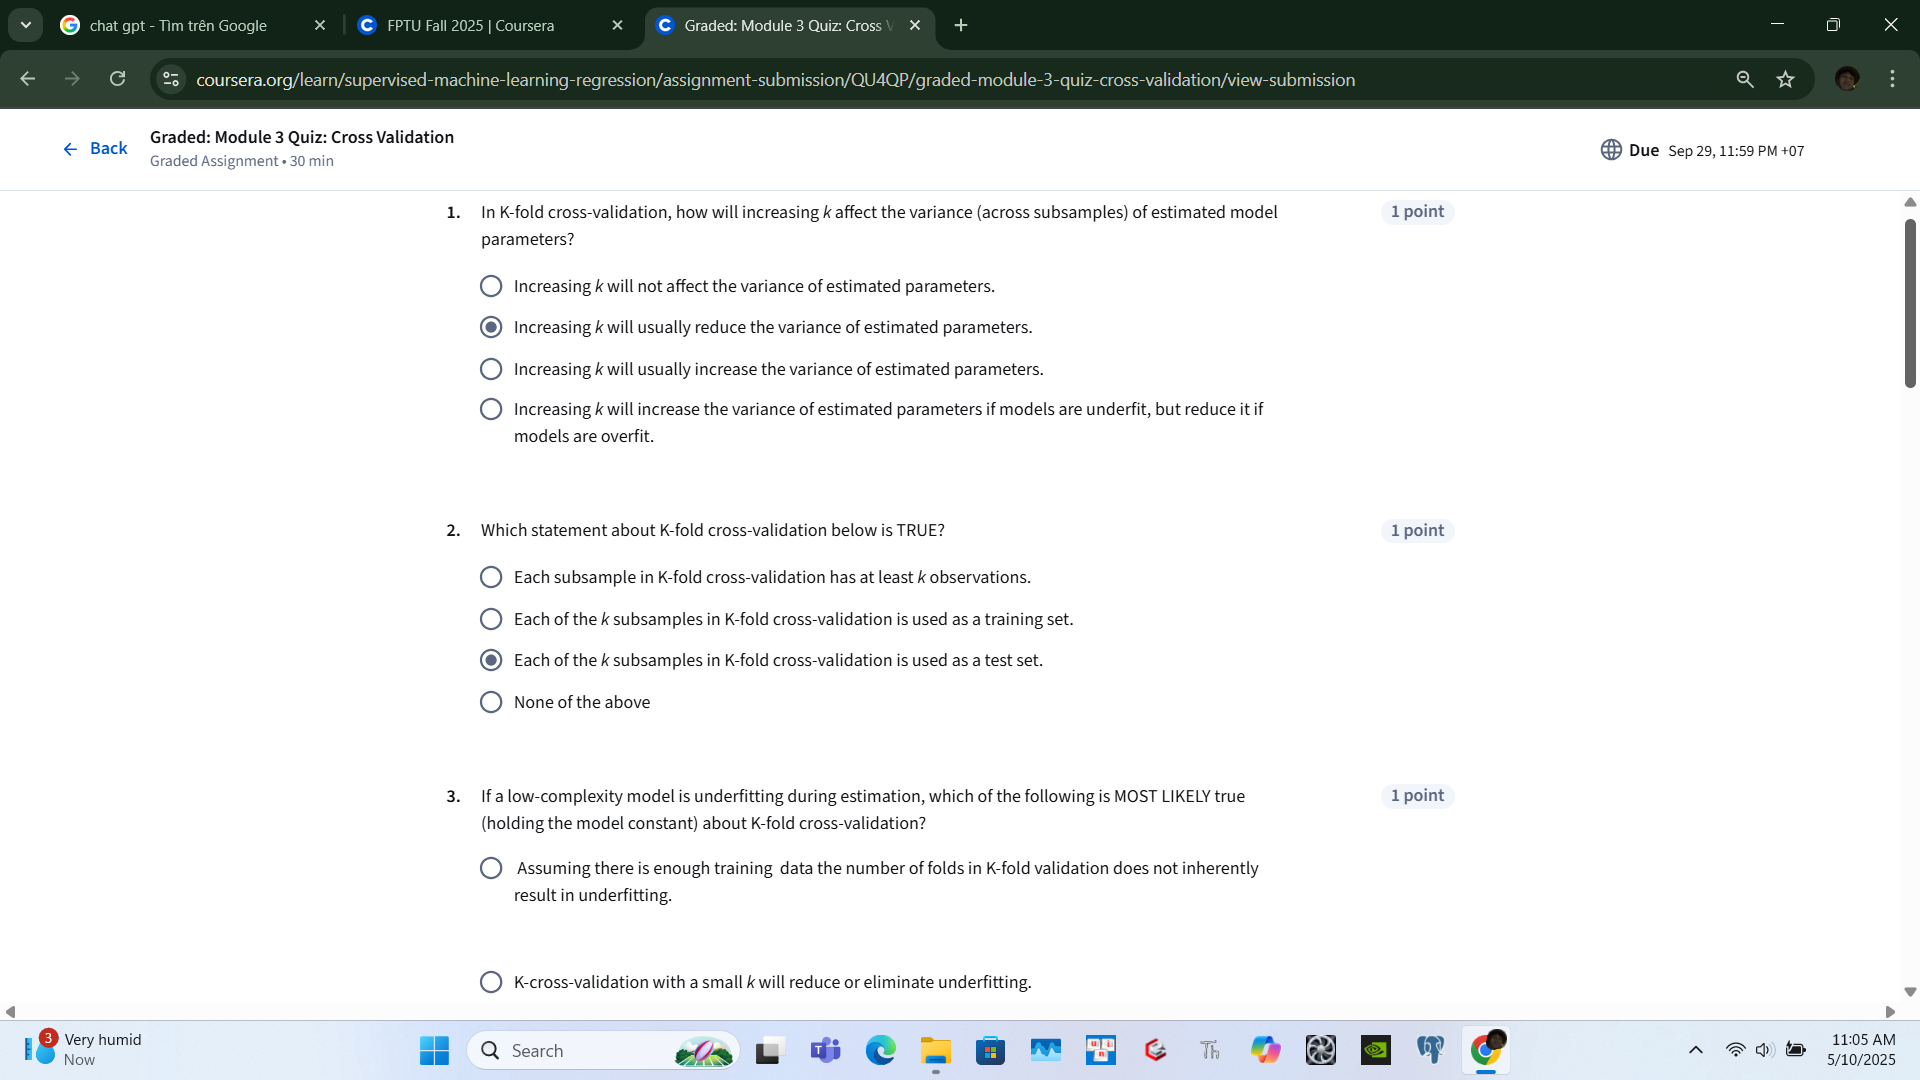 chat gpt - Tìm trên Google
FPTU Fall 2025 | Coursera
Graded: Module 3 Quiz: Cross V
coursera.org/learn/supervised-machine-learning-regression/assignment-submission/QU4QP/graded-module-3-quiz-cross-validation/view-submission
Back
Graded: Module 3 Quiz: Cross Validation
Graded Assignment • 30 min
Due Sep 29, 11:59 PM +07
1. In K-fold cross-validation, how will increasing k affect the variance (across subsamples) of estimated model
parameters?
1 point
Increasing k will not affect the variance of estimated parameters.
Increasing k will usually reduce the variance of estimated parameters.
Increasing k will usually increase the variance of estimated parameters.
Increasing k will increase the variance of estimated parameters if models are underfit, but reduce it if
models are overfit.
2. Which statement about K-fold cross-validation below is TRUE?
1 point
Each subsample in K-fold cross-validation has at least k observations.
Each of the k subsamples in K-fold cross-validation is used as a training set.
Each of the k subsamples in K-fold cross-validation is used as a test set.
None of the above
3. If a low-complexity model is underfitting during estimation, which of the following is MOST LIKELY true
(holding the model constant) about K-fold cross-validation?
1 point
Assuming there is enough training data the number of folds in K-fold validation does not inherently
result in underfitting.
K-cross-validation with a small k will reduce or eliminate underfitting.
3
Very humid
Now
Search
Th
11:05 AM
5/10/2025